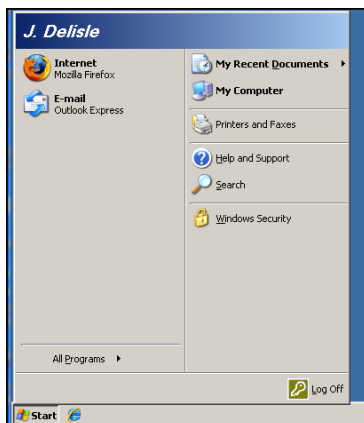 J. Delisle
Internet
Mozilla Firefox
E-mail
Outlook Express
All Programs
My Recent Documents
My Computer
Printers and Faxes
Help and Support
Search
Windows Security
Log Off
Start